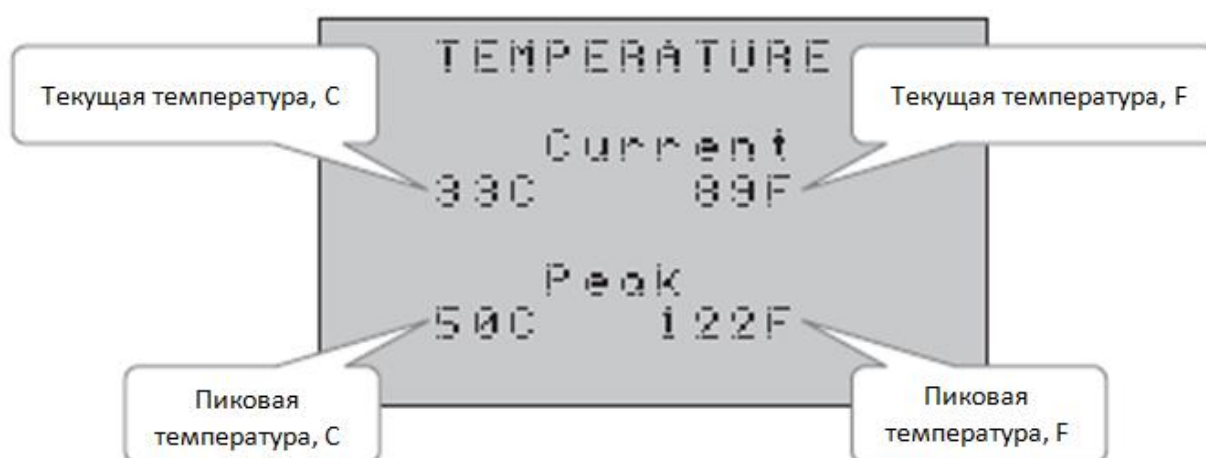 TEMPERATURE
Текущая температура, С
Текущая температура, F
Current
33C 89F
Peak
50C 122F
Пиковая
температура, С
Пиковая
температура, F